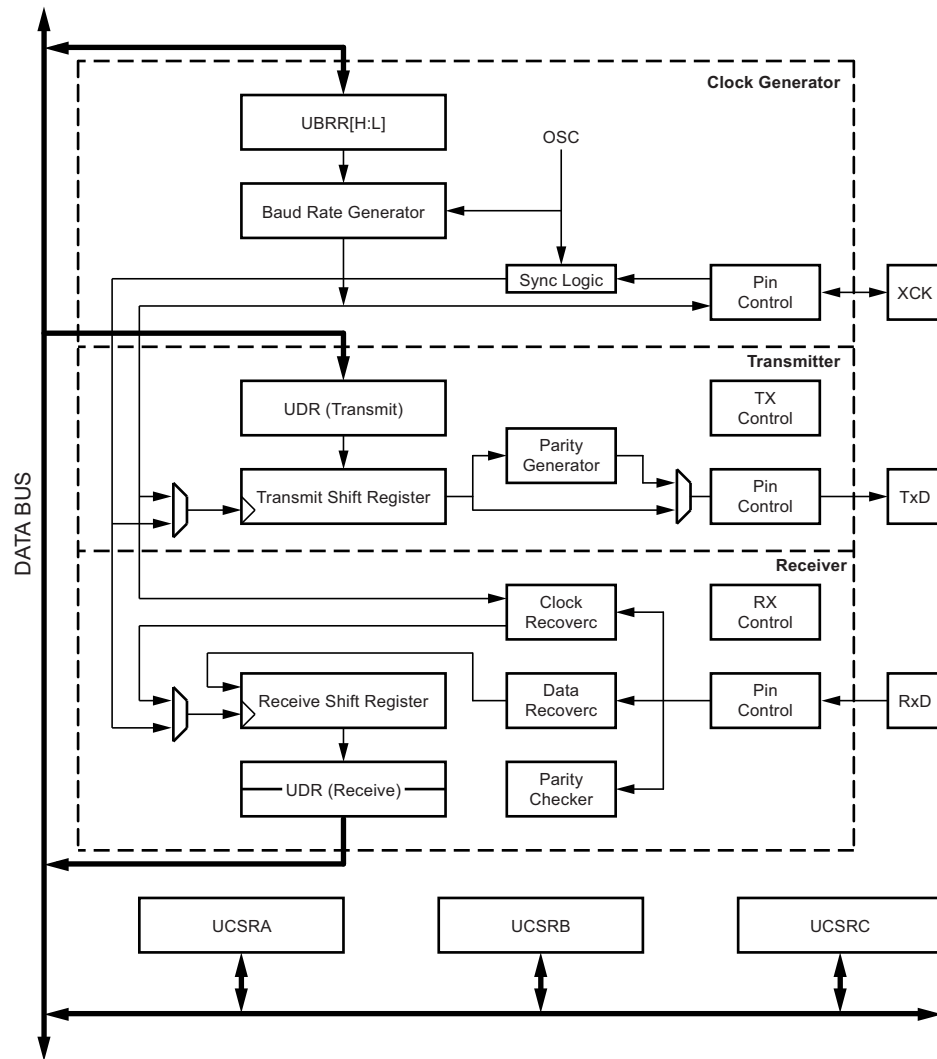 Clock Generator
UBRR[H:L]
OSC
Baud Rate Generator
Sync Logic
Pin
Control
XCK
Transmitter
UDR (Transmit)
TX
Control
Parity
Generator
Transmit Shift Register
Pin
Control
TxD
DATA BUS
Receiver
Clock
Recoverc
RX
Control
Receive Shift Register
Data
Recoverc
Pin
Control
RxD
UDR (Receive)
Parity
Checker
UCSRA
UCSRB
UCSRC